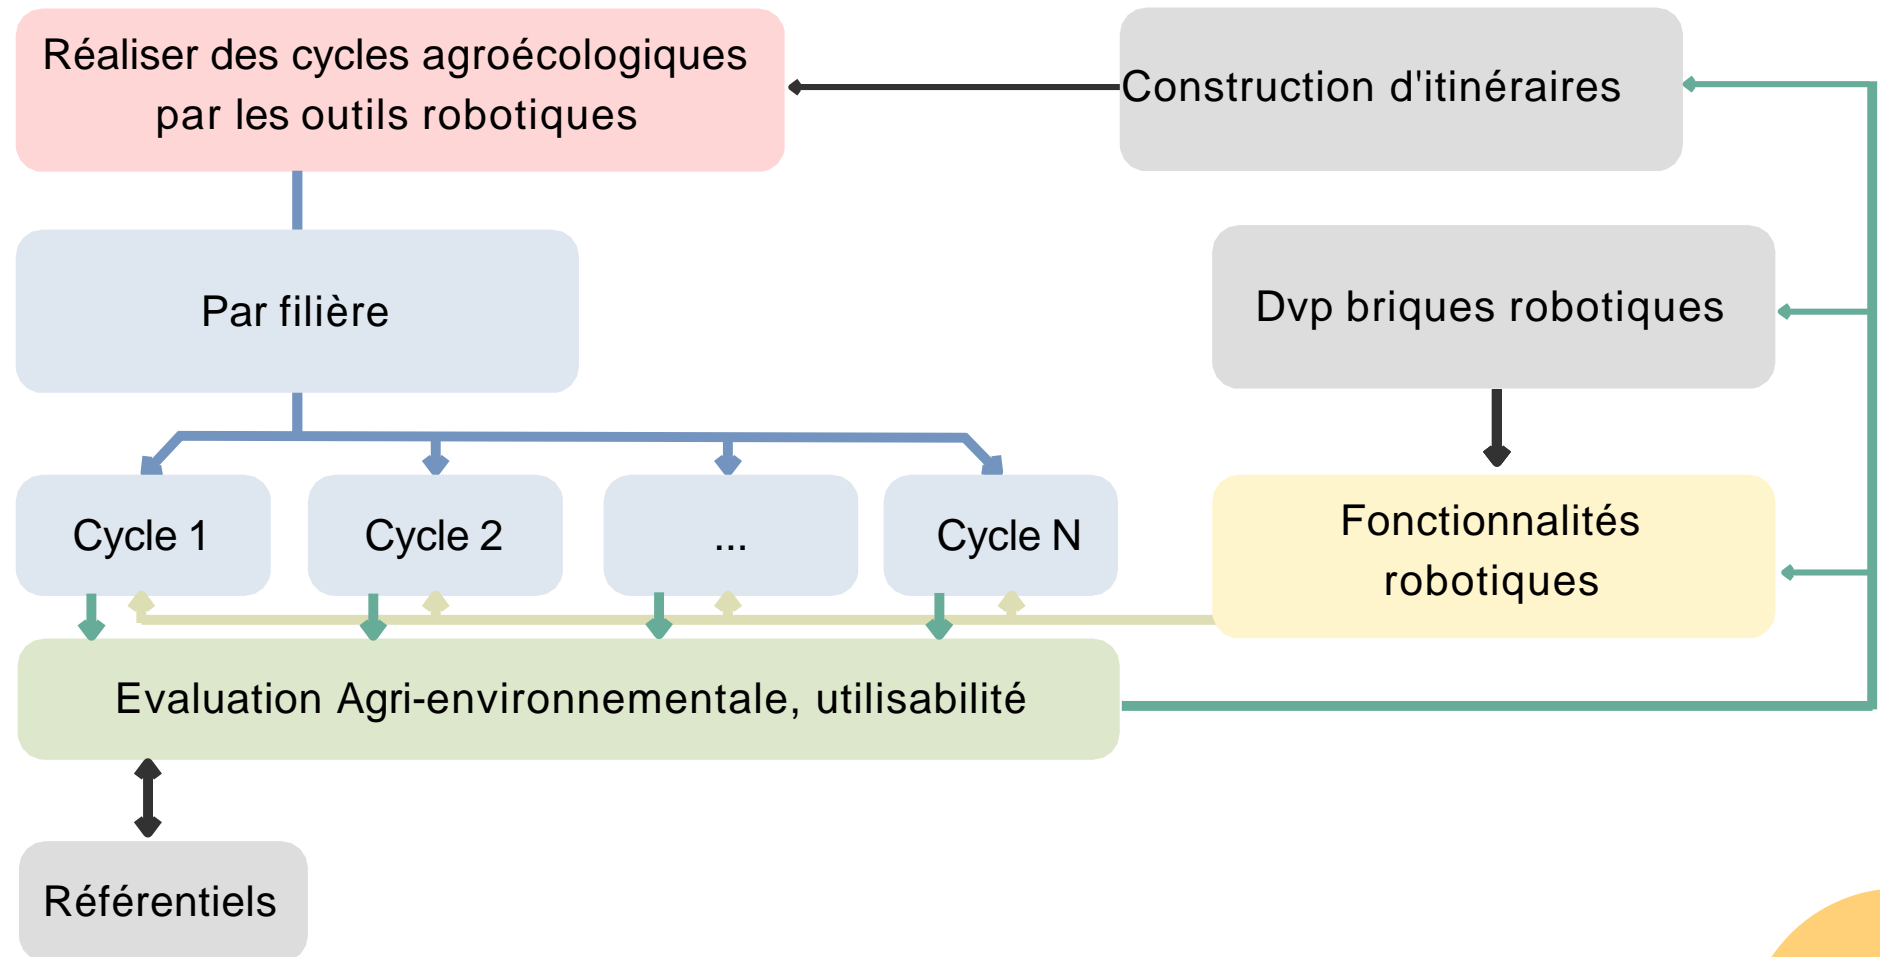 Réaliser des cycles agroécologiques
par les outils robotiques
Construction d'itinéraires
Par filière
Dvp briques robotiques
Cycle 1
Cycle 2
...
Cycle N
Fonctionnalités
robotiques
Evaluation Agri-environnementale, utilisabilité
Référentiels